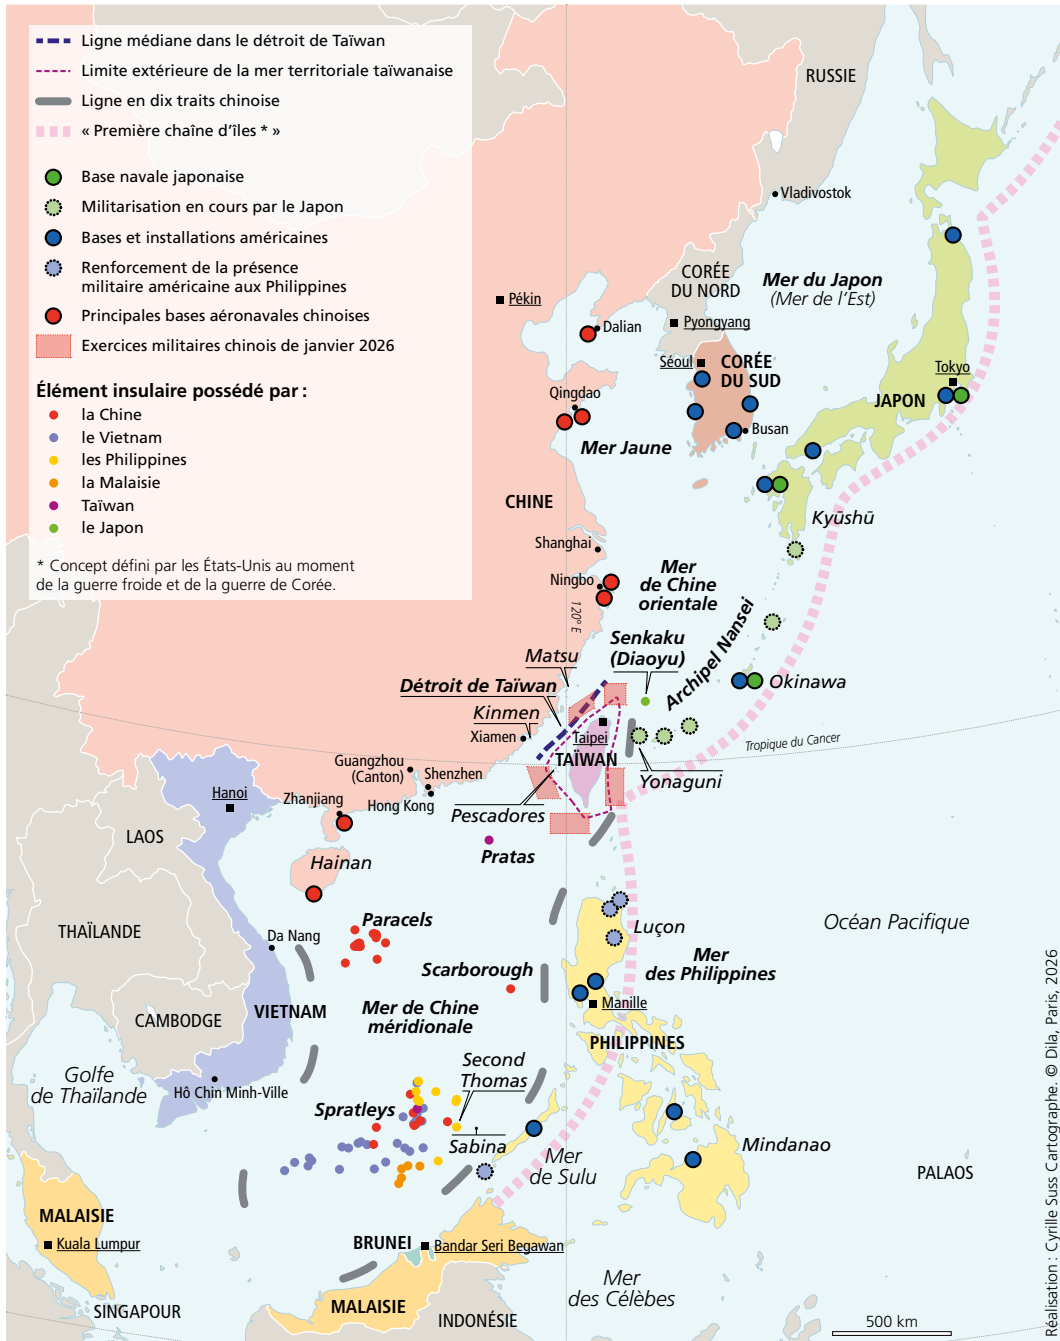 Ligne médiane dans le détroit de Taïwan
Limite extérieure de la mer territoriale taïwanaise
Ligne en dix traits chinoise
« Première chaîne d’îles * »
Base navale japonaise
Militarisation en cours par le Japon
Bases et installations américaines
Renforcement de la présence
militaire américaine aux Philippines
Principales bases aéronavales chinoises
Exercices militaires chinois de janvier 2026
Élément insulaire possédé par :
la Chine
le Vietnam
les Philippines
la Malaisie
Taïwan
le Japon
* Concept défini par les États-Unis au moment
de la guerre froide et de la guerre de Corée.
RUSSIE
Vladivostok
CORÉE
DU NORD
Mer du Japon
(Mer de l’Est)
Pékin
Pyongyang
Dalian
Séoul
CORÉE
DU SUD
Tokyo
JAPON
Qingdao
Busan
Mer Jaune
CHINE
Kyūshū
Shanghai
Ningbo
Mer
de Chine
orientale
120° E
Senkaku
(Diaoyu)
Archipel Nansei
Matsu
Détroit de Taïwan
Okinawa
Kinmen
Xiamen
Taipei
TAÏWAN
Tropique du Cancer
Yonaguni
Guangzhou
(Canton)
Shenzhen
Hong Kong
Hanoi
Zhanjiang
Pescadores
LAOS
Pratas
Hainan
Paracels
Luçon
Océan Pacifique
THAÏLANDE
Da Nang
Scarborough
Mer
des Philippines
Mer de Chine
méridionale
Manille
CAMBODGE
VIETNAM
PHILIPPINES
Golfe
de Thaïlande
Hô Chin Minh-Ville
Second
Thomas
Spratleys
Sabina
Mer
de Sulu
Mindanao
PALAOS
MALAISIE
Kuala Lumpur
BRUNEI
Bandar Seri Begawan
Mer
des Célèbes
SINGAPOUR
MALAISIE
INDONÉSIE
500 km
Réalisation : Cyrille Suss Cartographe. © Dila, Paris, 2026